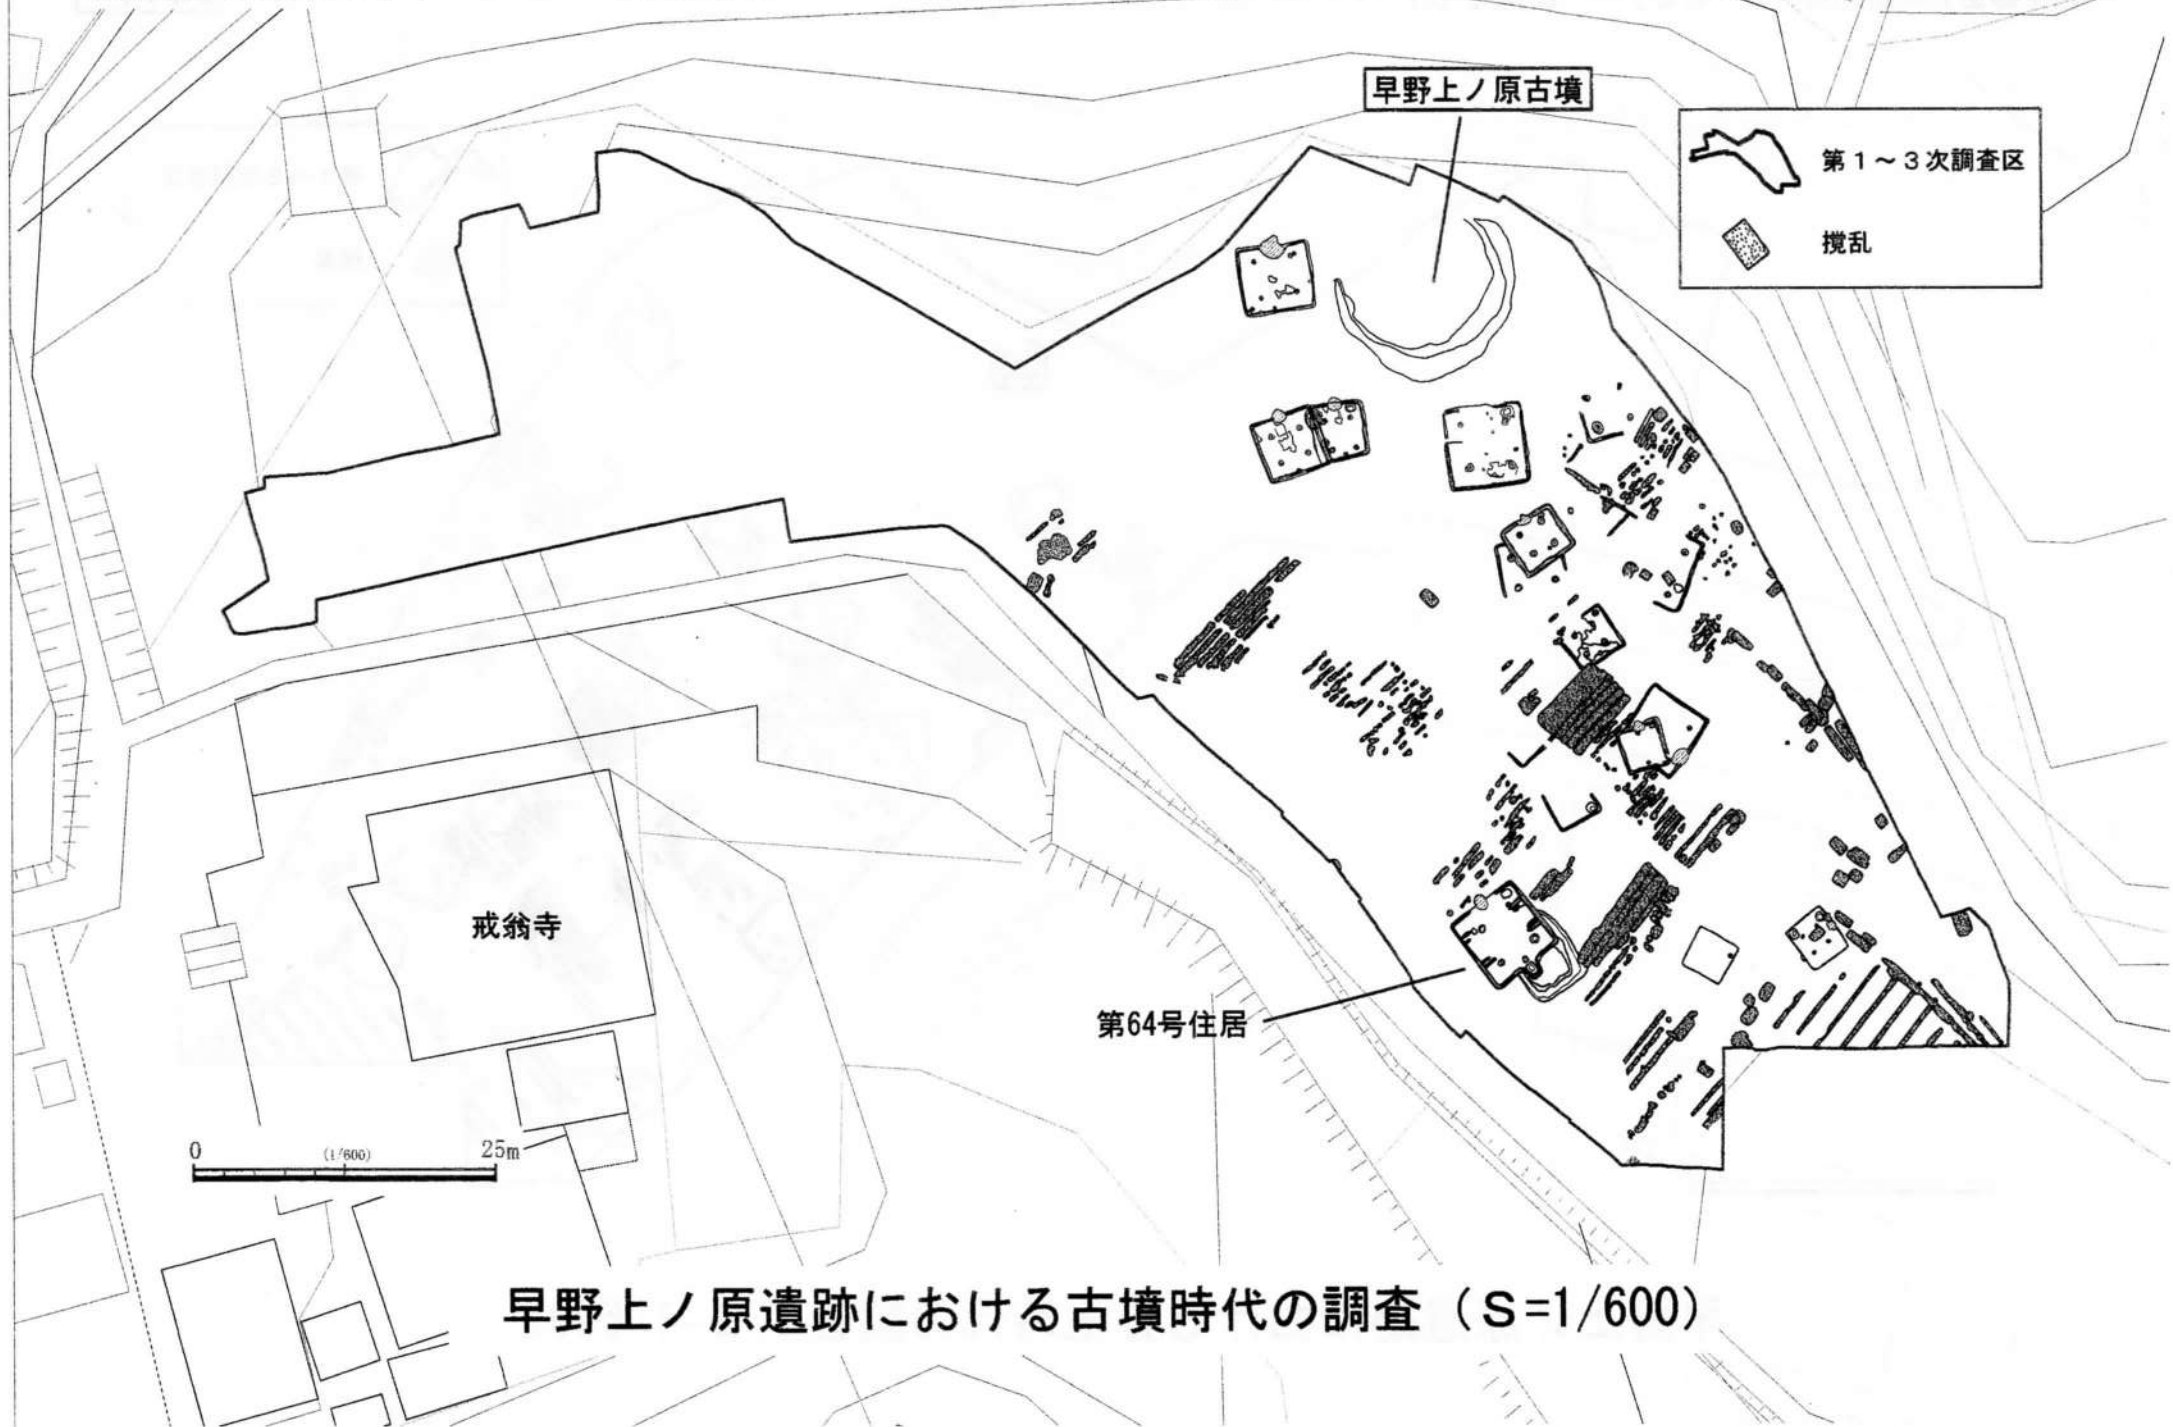 早野上ノ原古墳
第1～3次調査区
撹乱
戒翁寺
第64号住居
0 (1/600) 25m
早野上ノ原遺跡における古墳時代の調査（S=1/600）